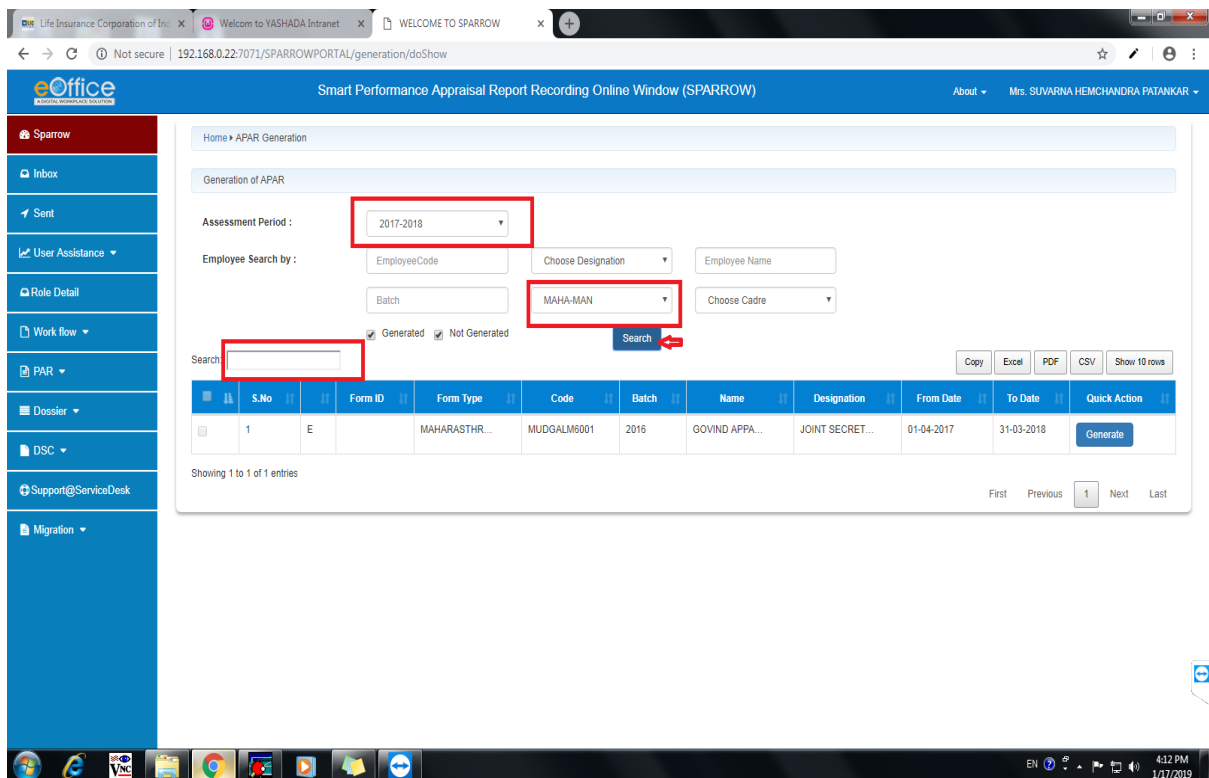 Life Insurance Corporation of Ind
Welcom to YASHADA Intranet
WELCOME TO SPARROW
Not secure | 192.168.0.22:7071/SPARROWPORTAL/generation/doShow
eOffice
A DIGITAL WORKPLACE SOLUTION
Smart Performance Appraisal Report Recording Online Window (SPARROW)
About
Mrs. SUVARNA HEMCHANDRA PATANKAR
Sparrow
Inbox
Sent
User Assistance
Role Detail
Work flow
PAR
Dossier
DSC
Support@ServiceDesk
Migration
Home APAR Generation
Generation of APAR
Assessment Period : 2017-2018
Employee Search by : EmployeeCode Choose Designation Employee Name
Batch MAHA-MAN Choose Cadre
Generated Not Generated Search
Search:
Copy Excel PDF CSV Show 10 rows
S.No Form ID Form Type Code Batch Name Designation From Date To Date Quick Action
1 E MAHARASTHR... MUDGALM6001 2016 GOVIND APPA... JOINT SECRET... 01-04-2017 31-03-2018 Generate
Showing 1 to 1 of 1 entries
First Previous 1 Next Last
VNC
EN
4:12 PM
1/17/2019